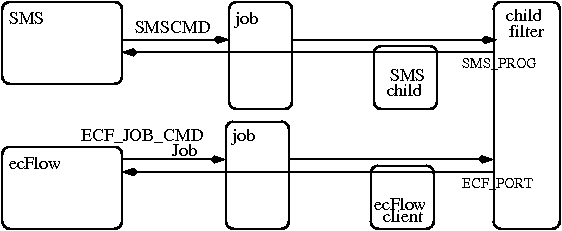 SMS
SMSCMD
job
child
filter
SMS_PROG
SMS
child
ECF_JOB_CMD
Job
job
ecFlow
ECF_PORT
ecFlow
client